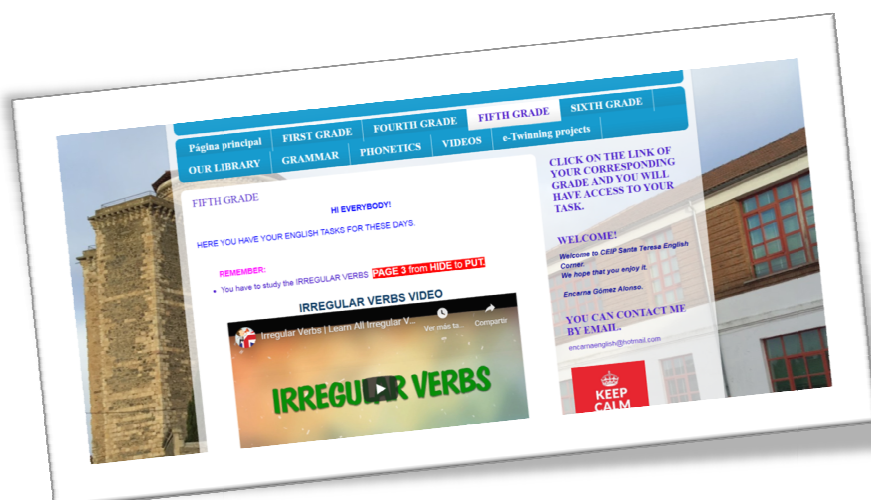 Página principal
FIRST GRADE
FOURTH GRADE
FIFTH GRADE
SIXTH GRADE
OUR LIBRARY
GRAMMAR
PHONETICS
VIDEOS
e-Twinning projects
FIFTH GRADE
HI EVERYBODY!
HERE YOU HAVE YOUR ENGLISH TASKS FOR THESE DAYS.
REMEMBER:
You have to study the IRREGULAR VERBS PAGE 3 from HIDE to PUT.
IRREGULAR VERBS VIDEO
Irregular Verbs | Learn All Irregular V...
Ver más ta...
Compartir
IRREGULAR VERBS
CLICK ON THE LINK OF
YOUR CORRESPONDING
GRADE AND YOU WILL
HAVE ACCESS TO YOUR
TASK.
WELCOME!
Welcome to CEIP Santa Teresa English
Corner.
We hope that you enjoy it.
Encarna Gómez Alonso.
YOU CAN CONTACT ME
BY EMAIL.
encarnaenglish@hotmail.com
KEEP
CALM